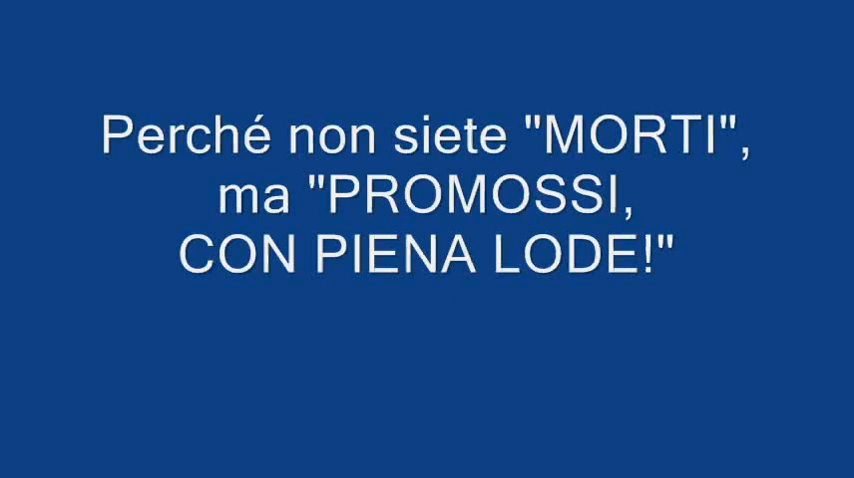 Perché non siete "MORTI",
ma "PROMOSSI,
CON PIENA LODE!"